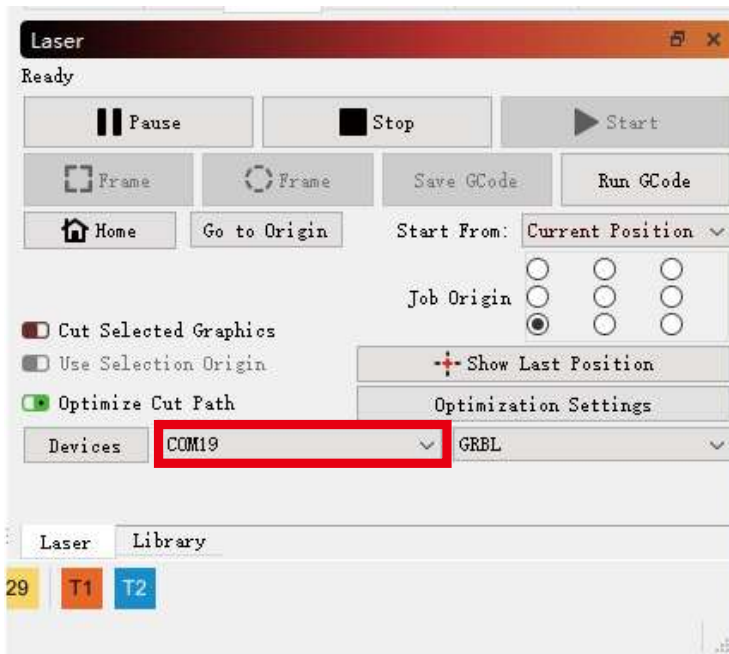 Laser
Ready
Pause Stop Start
Frame Frame Save GCode Run GCode
Home Go to Origin Start From: Current Position
Job Origin
Cut Selected Graphics
Use Selection Origin Show Last Position
Optimize Cut Path Optimization Settings
Devices COM19 GRBL
Laser Library
29 T1 T2